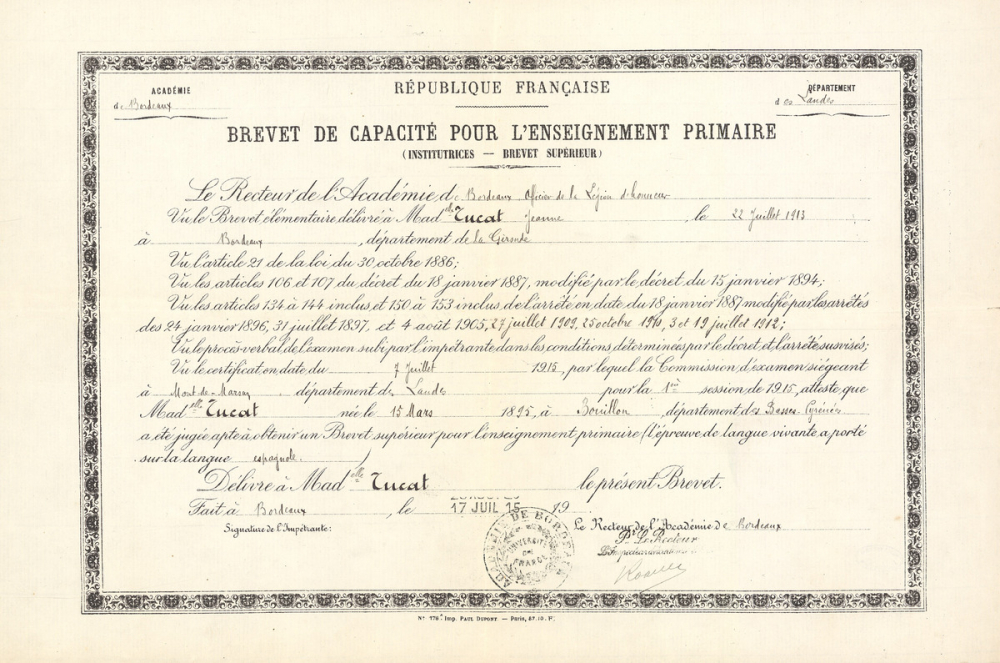 ACADÉMIE
de Bordeaux
RÉPUBLIQUE FRANÇAISE
DÉPARTEMENT
des Landes
BREVET DE CAPACITÉ POUR L'ENSEIGNEMENT PRIMAIRE
(INSTITUTRICES — BREVET SUPÉRIEUR)
Le Recteur de l'Académie de Bordeaux Officier de la Légion d'honneur
Vu le Brevet élémentaire délivré à Mad elle Tucat Jeanne, le 22 Juillet 1913
à Bordeaux, département de la Gironde
Vu l'article 21 de la loi du 30 octobre 1886;
Vu les articles 106 et 107 du décret du 18 janvier 1887, modifié par le décret du 15 janvier 1894;
Vu les articles 134 à 144 inclus et 150 à 153 inclus de l'arrêté en date du 18 janvier 1887 modifié par les arrêtés
des 24 janvier 1896, 31 juillet 1897, et 4 août 1905, 27 juillet 1909, 25 octobre 1910, 3 et 19 juillet 1912;
Vu le procès-verbal de l'examen subi par l'impétrante dans les conditions déterminées par le décret et l'arrêté susvisés;
Vu le certificat en date du 7 Juillet 1915, par lequel la Commission d'examen siégeant
à Mont-de-Marsan, département des Landes pour la 1re session de 1915, atteste que
Mad elle Tucat née le 15 Mars 1895, à Bouillon, département des Basses Pyrénées
a été jugée apte à obtenir un Brevet supérieur pour l'enseignement primaire (l'épreuve de langue vivante a porté
sur la langue espagnole.)
Délivré à Mad elle Tucat le présent Brevet.
Fait à Bordeaux, le 17 JUIL 15 19
Signature de l'Impétrante:
Le Recteur de l'Académie de Bordeaux
Pr Le Recteur
ACADÉMIE DE BORDEAUX
UNIVERSITÉ
DE
FRANCE
Imp. PAUL DUPONT. — Paris,